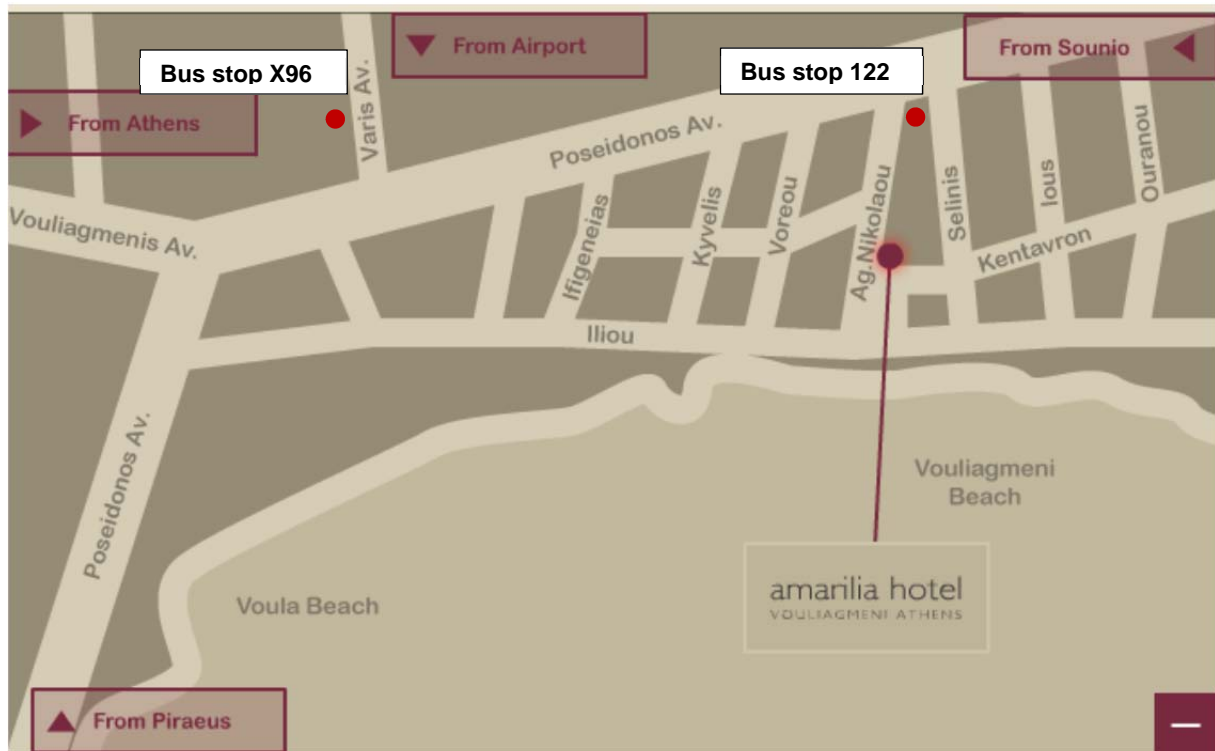 From Airport
From Sounio
Bus stop X96
Bus stop 122
From Athens
Varis Av.
Poseidonos Av.
Vouliagmenis Av.
Ifigeneias
Kyvelis
Voreou
Ag.Nikolaou
Selinis
Ious
Ouranou
Kentavron
Iliou
Poseidonos Av.
Vouliagmeni
Beach
Voula Beach
amarilia hotel
VOULIAGMENI ATHENS
From Piraeus